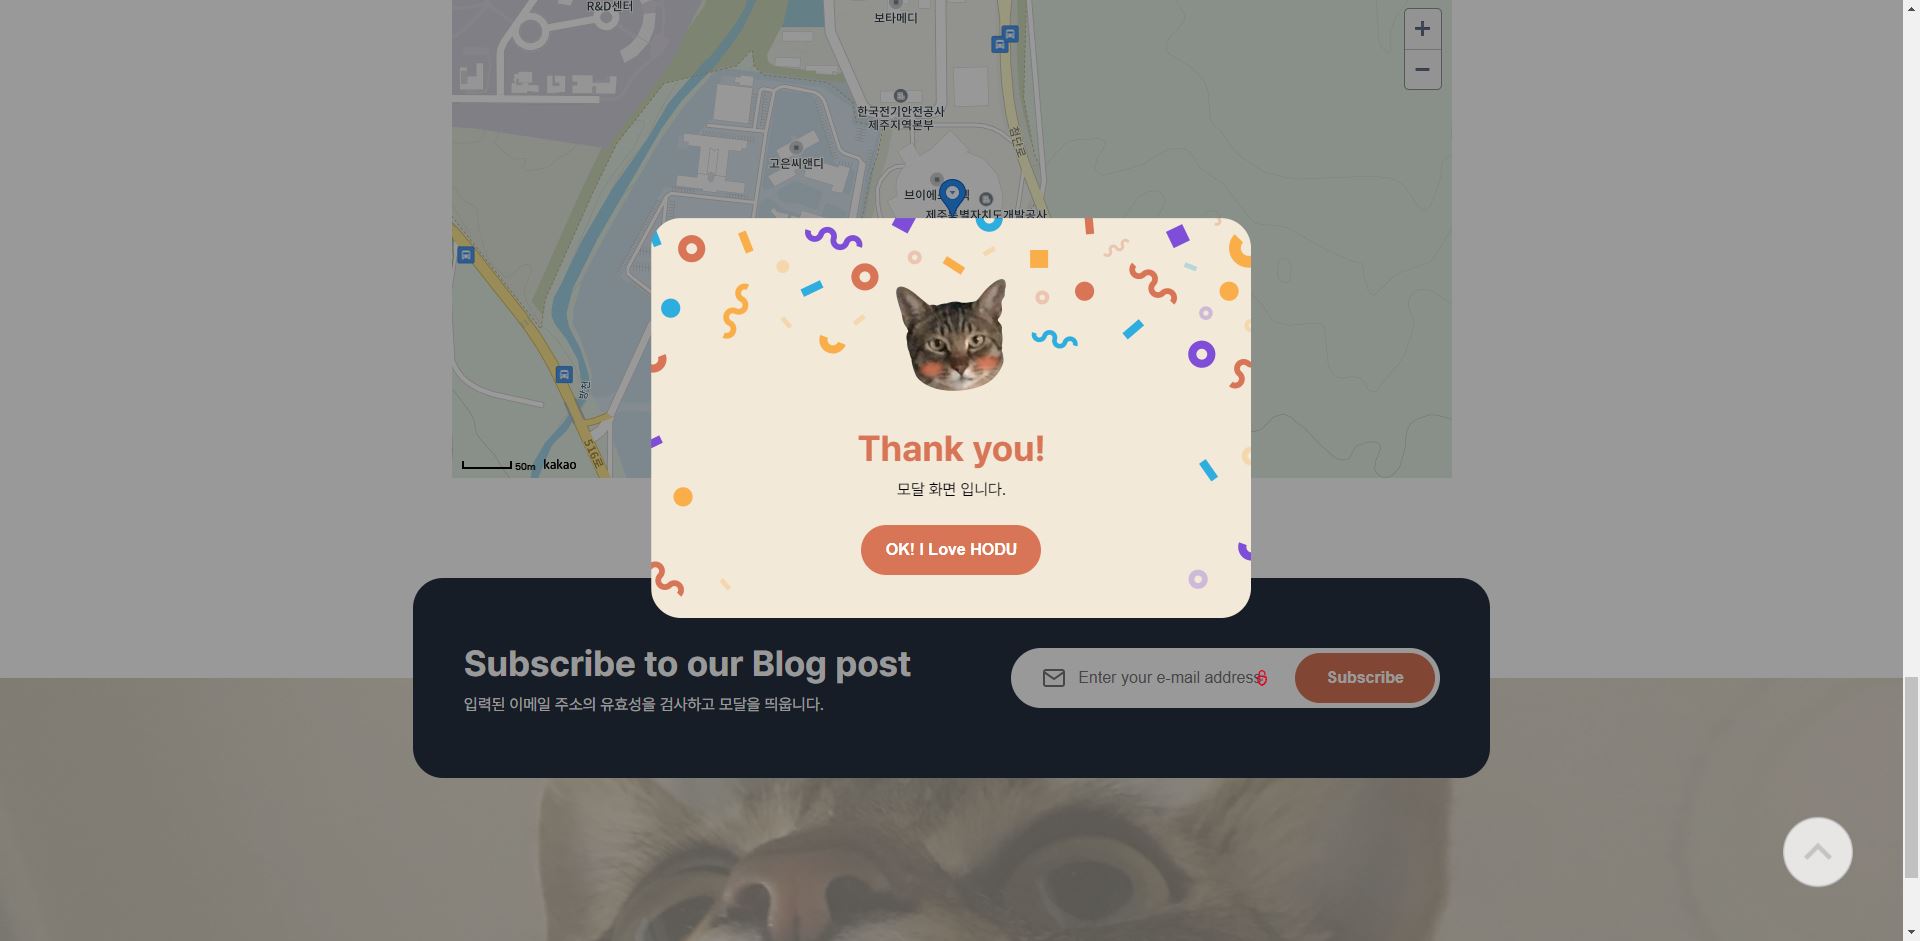 R&D센터
보타메디
한국전기안전공사
제주지역본부
첨단로
고은씨앤디
제주특별자치도개발공사
방천
516로
50m kakao
Thank you!
모달 화면 입니다.
OK! I Love HODU
Subscribe to our Blog post
입력된 이메일 주소의 유효성을 검사하고 모달을 띄웁니다.
Enter your e-mail address
Subscribe